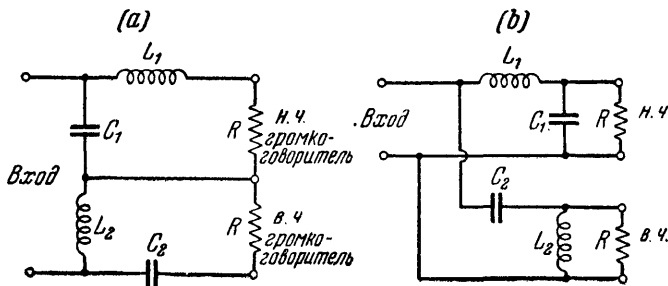 (a)
L₁
C₁
R
н.ч.
громко-
говоритель
Вход
L₂
C₂
R
в.ч.
громко-
говоритель
(b)
L₁
.Вход
C₁
R
н.ч
C₂
L₂
R
в.ч.